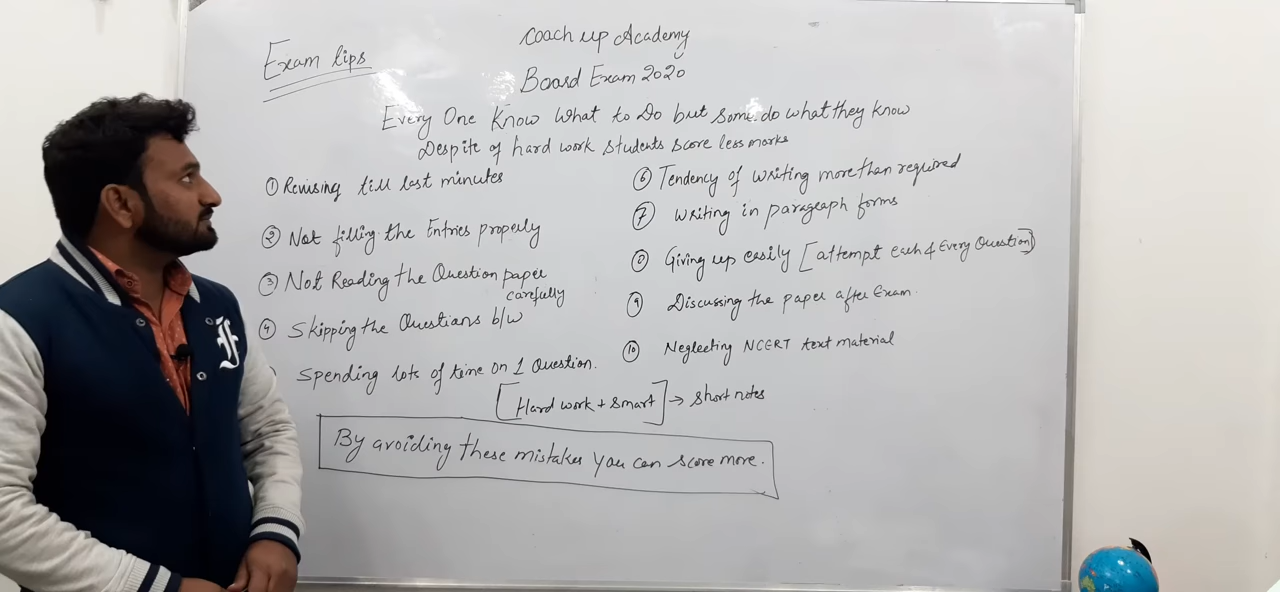 Exam tips
Coach up Academy
Board Exam 2020
Every One Know What to Do but some do what they know
Despite of hard work students score less marks
① Revising till last minutes
② Not filling the Entries properly
③ Not Reading the Question paper
carefully
④ Skipping the Questions b/w
Spending lots of time on 1 Question.
⑥ Tendency of writing more than required
⑦ Writing in paragraph forms
⑧ Giving up easily [attempt each & Every Question]
⑨ Discussing the paper after Exam.
⑩ Neglecting NCERT text material
[Hard work + smart] → short notes
By avoiding these mistakes you can score more.
F